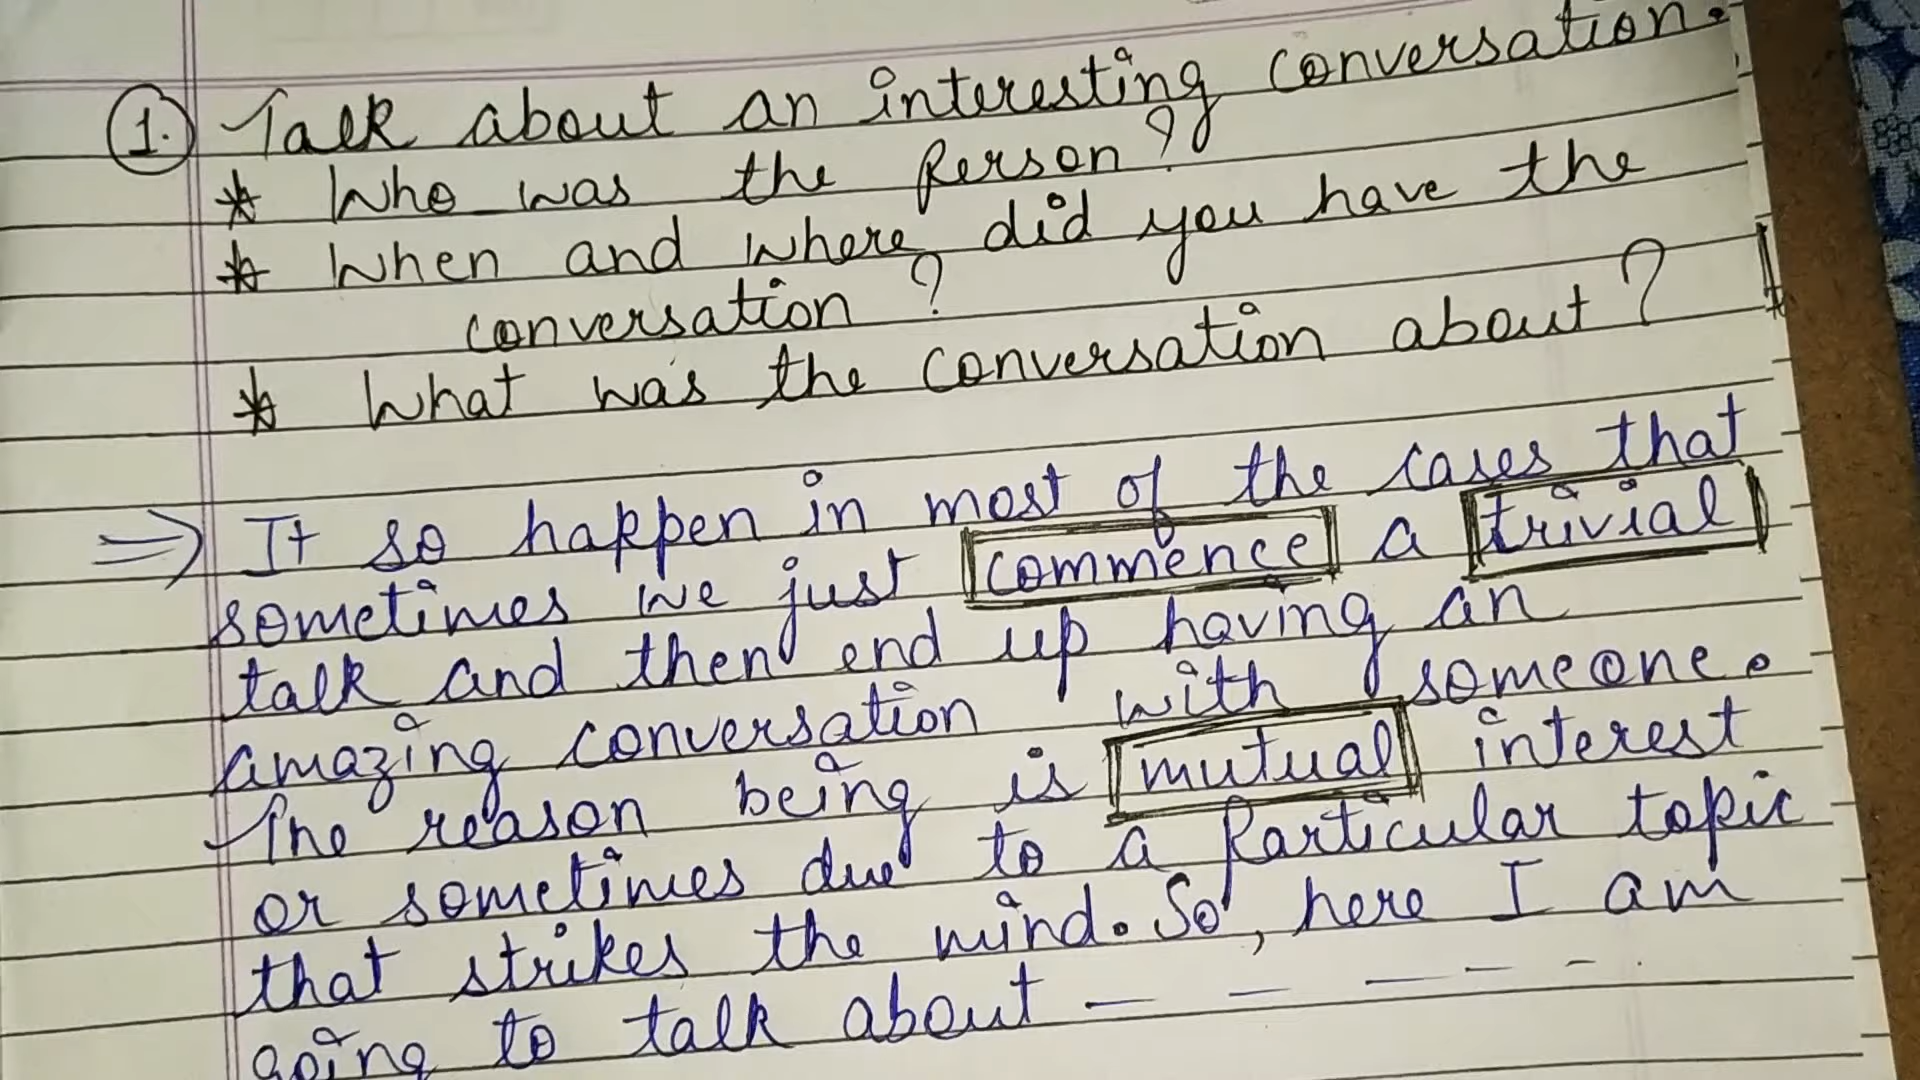 1. Talk about an interesting conversation.
* Who was the Person?
* When and where did you have the
conversation?
* What was the conversation about?
⇒ It so happen in most of the cases that
sometimes we just commence a trivial
talk and then end up having an
amazing conversation with someone.
The reason being is mutual interest
or sometimes due to a Particular topic
that strikes the mind. So, here I am
going to talk about — — — — -